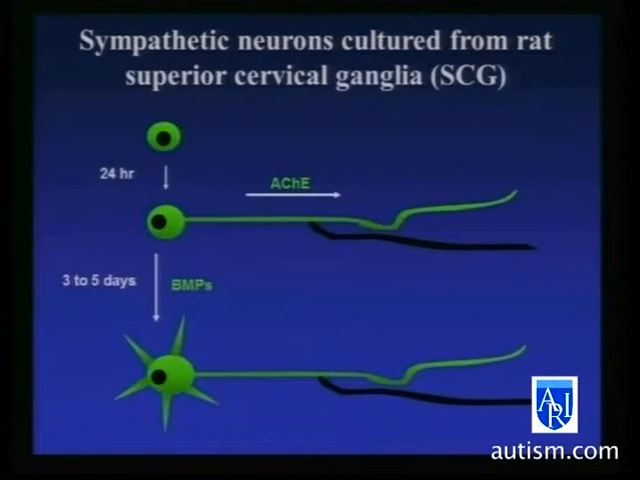 Sympathetic neurons cultured from rat
superior cervical ganglia (SCG)
24 hr
AChE
3 to 5 days
BMPs
ARI
autism.com